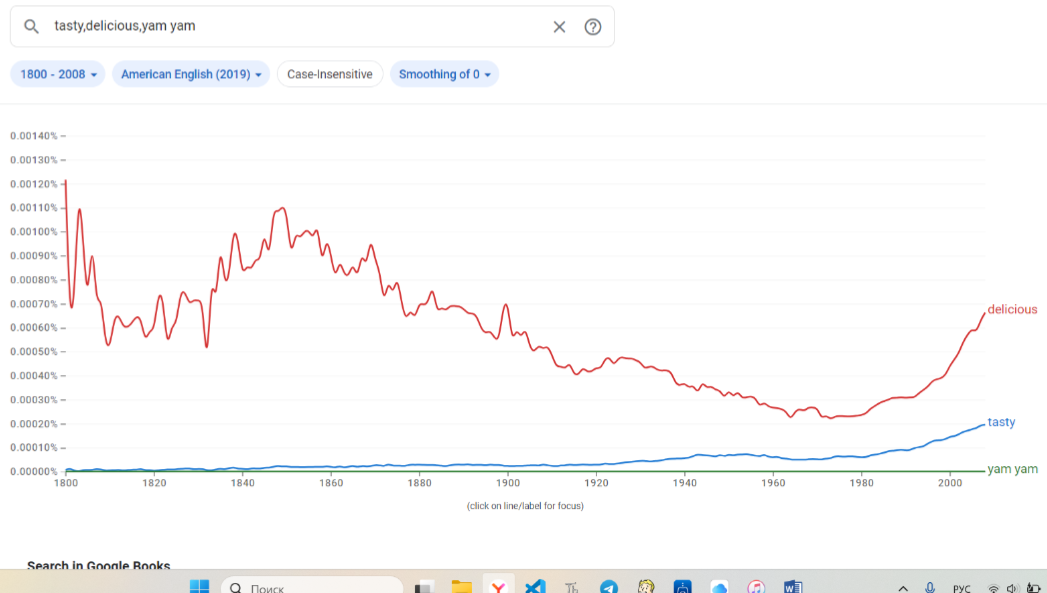 tasty,delicious,yam yam
1800 - 2008
American English (2019)
Case-Insensitive
Smoothing of 0
0.00140%
0.00130%
0.00120%
0.00110%
0.00100%
0.00090%
0.00080%
0.00070%
0.00060%
0.00050%
0.00040%
0.00030%
0.00020%
0.00010%
0.00000%
delicious
tasty
yam yam
1800 1820 1840 1860 1880 1900 1920 1940 1960 1980 2000
(click on line/label for focus)
Search in Google Books
Поиск
РУС